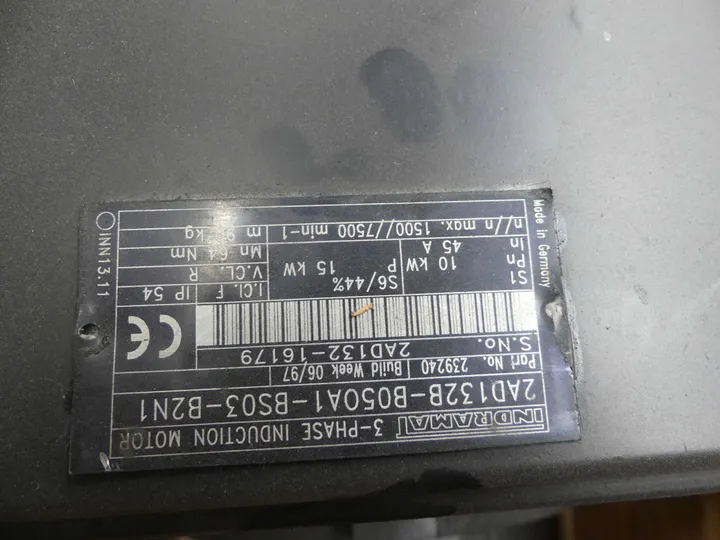 INDRAMAT 3-PHASE INDUCTION MOTOR
2AD132B-B050A1-BS03-B2N1
Part No. 239240 Build Week 06/97
S.No. 2AD132-16179
CE
S1 S6/44% I.Cl. F IP 54
Pn 10 kW P 15 kW V.CL. R
In 45 A Mn 64 Nm
n//n max. 1500//7500 min-1 m kg
Made in Germany
INN13.11